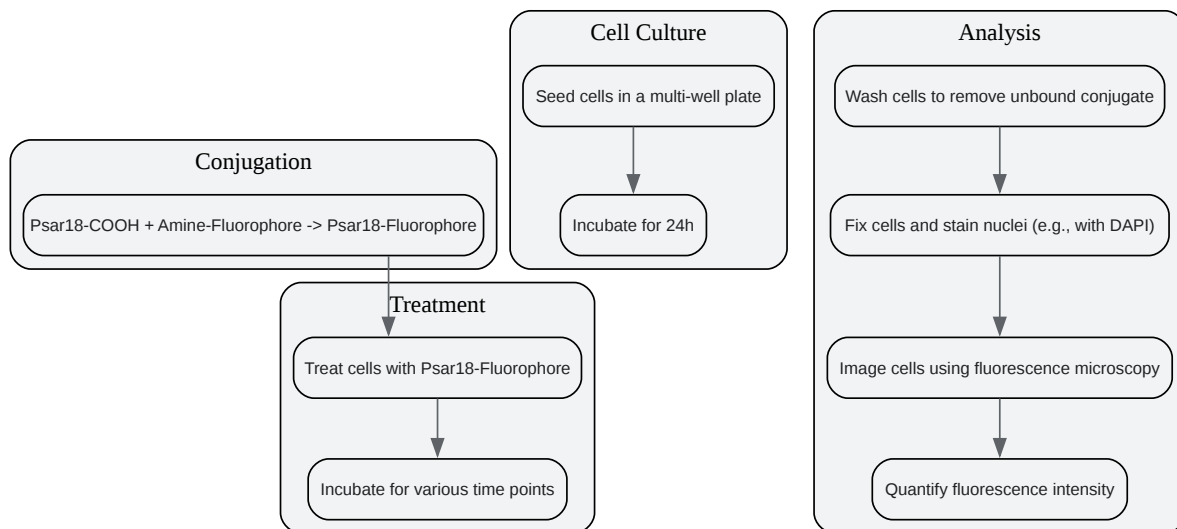 Conjugation
Psar18-COOH + Amine-Fluorophore -> Psar18-Fluorophore
Cell Culture
Seed cells in a multi-well plate
Incubate for 24h
Treatment
Treat cells with Psar18-Fluorophore
Incubate for various time points
Analysis
Wash cells to remove unbound conjugate
Fix cells and stain nuclei (e.g., with DAPI)
Image cells using fluorescence microscopy
Quantify fluorescence intensity